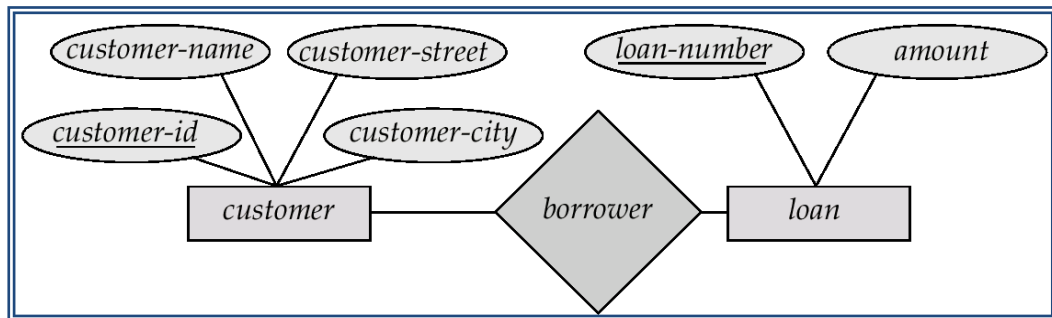 customer-name
customer-street
loan-number
amount
customer-id
customer-city
customer
borrower
loan